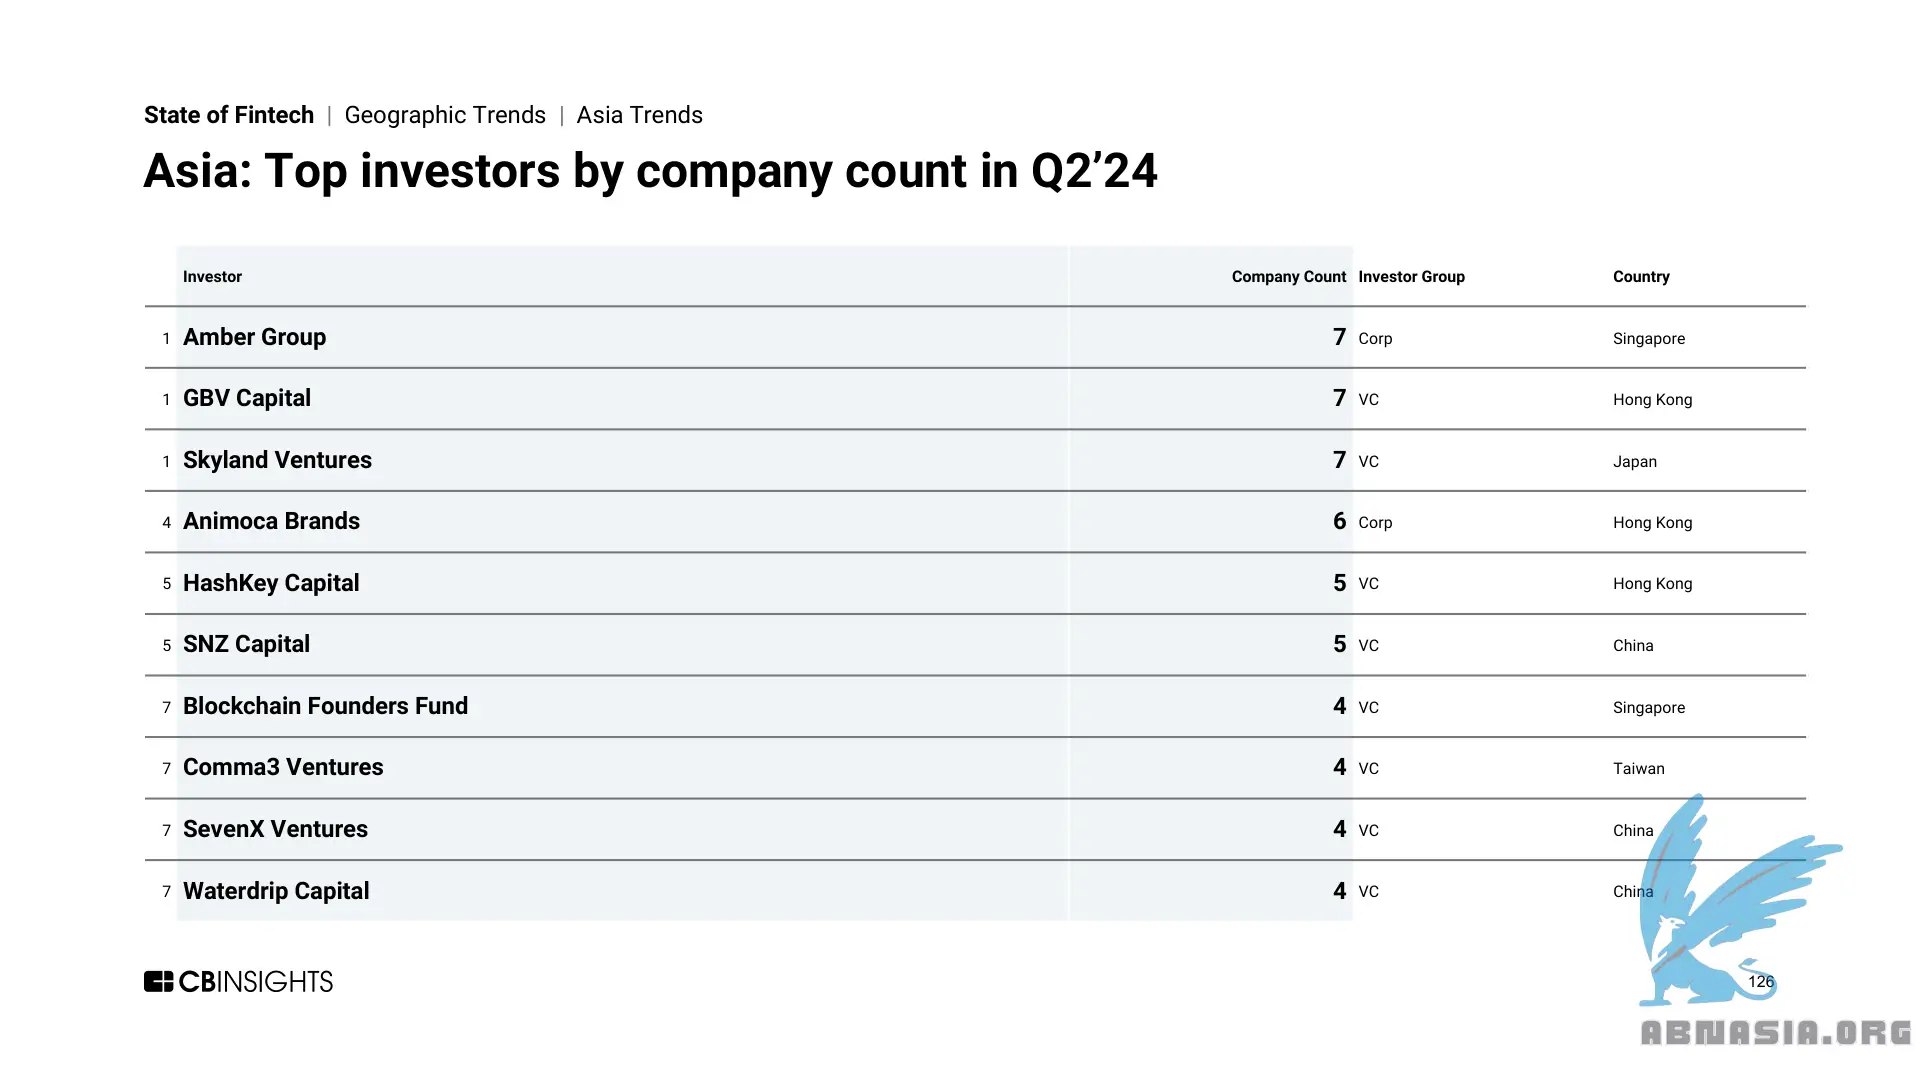 State of Fintech | Geographic Trends | Asia Trends
Asia: Top investors by company count in Q2’24
Investor Company Count Investor Group Country
1 Amber Group 7 Corp Singapore
1 GBV Capital 7 VC Hong Kong
1 Skyland Ventures 7 VC Japan
4 Animoca Brands 6 Corp Hong Kong
5 HashKey Capital 5 VC Hong Kong
5 SNZ Capital 5 VC China
7 Blockchain Founders Fund 4 VC Singapore
7 Comma3 Ventures 4 VC Taiwan
7 SevenX Ventures 4 VC China
7 Waterdrip Capital 4 VC China
CBINSIGHTS 126
ABNASIA.ORG